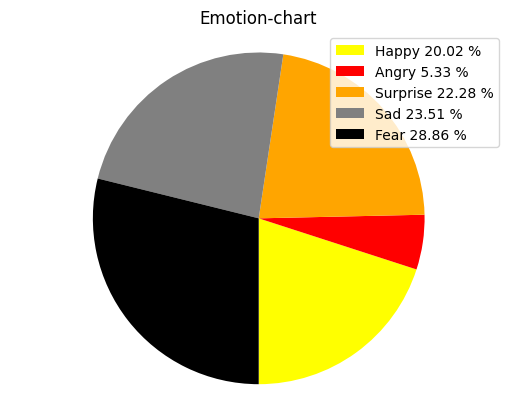 Emotion-chart
Happy 20.02 %
Angry 5.33 %
Surprise 22.28 %
Sad 23.51 %
Fear 28.86 %